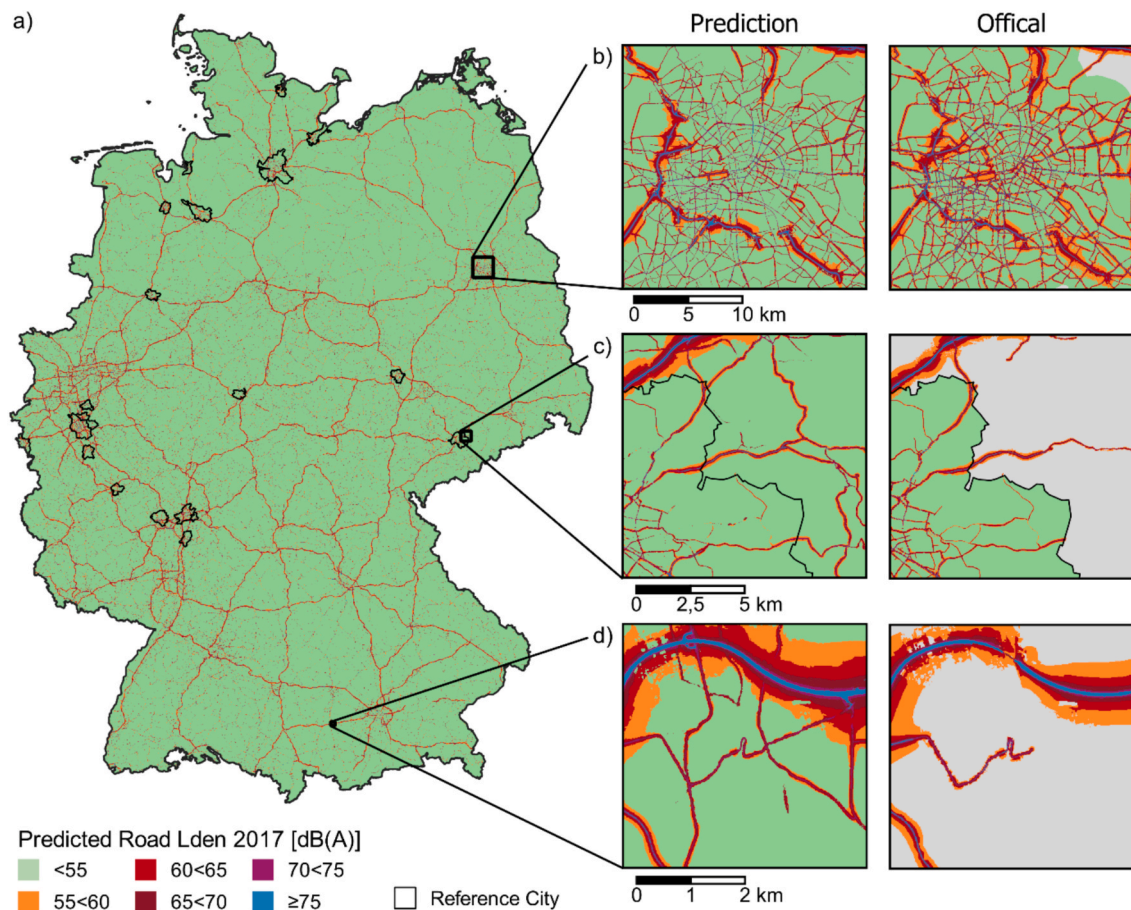 a)
Prediction
Offical
b)
0 5 10 km
c)
0 2,5 5 km
d)
0 1 2 km
Predicted Road Lden 2017 [dB(A)]
<55 60<65 70<75
55<60 65<70 ≥75 Reference City